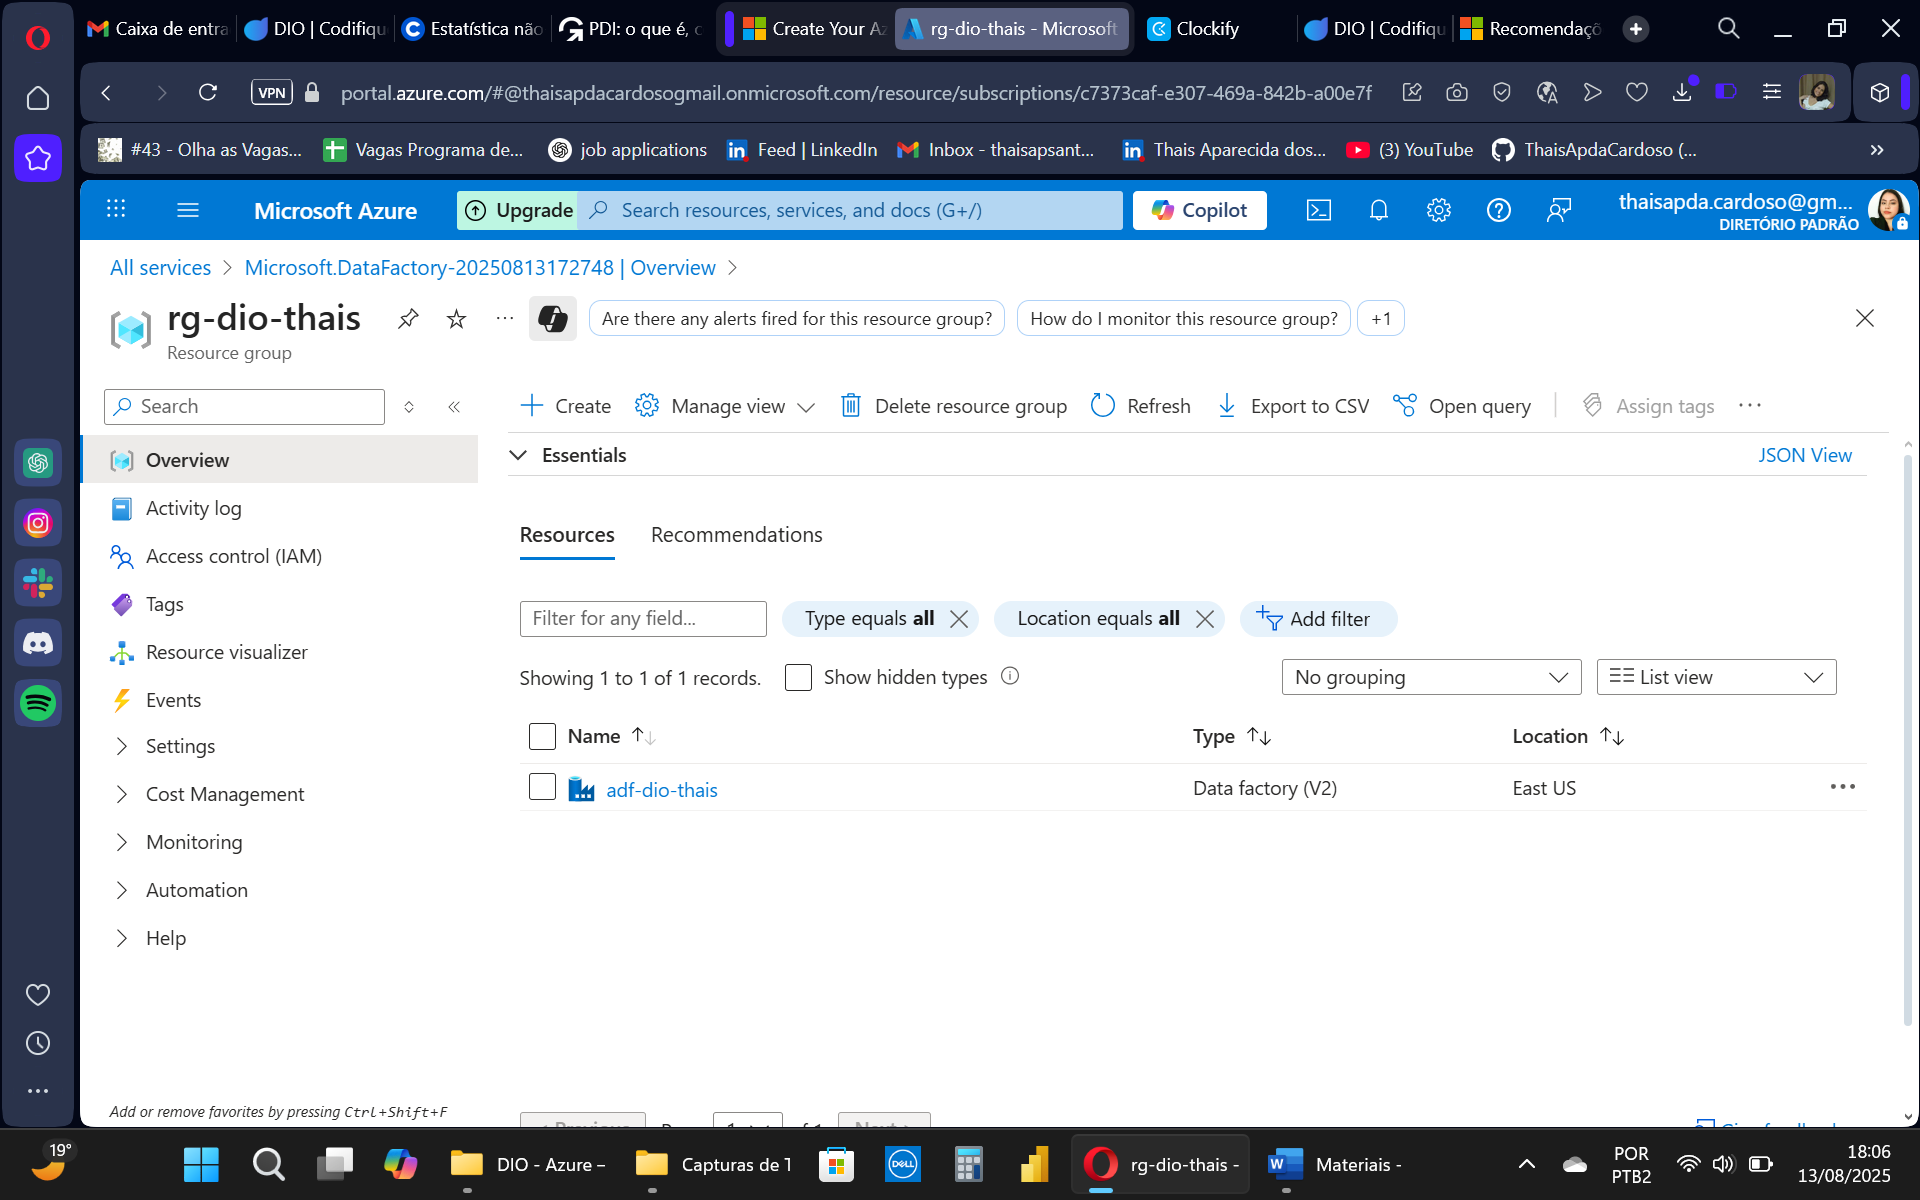 Caixa de entra
DIO | Codifiqu
Estatística não
PDI: o que é, c
Create Your Az
rg-dio-thais - Microsoft
Clockify
DIO | Codifiqu
Recomendaçõ
VPN
portal.azure.com/#@thaisapdacardosogmail.onmicrosoft.com/resource/subscriptions/c7373caf-e307-469a-842b-a00e7f
#43 - Olha as Vagas...
Vagas Programa de...
job applications
Feed | LinkedIn
Inbox - thaisapsant...
Thais Aparecida dos...
(3) YouTube
ThaisApdaCardoso (...
Microsoft Azure
Upgrade
Search resources, services, and docs (G+/)
Copilot
thaisapda.cardoso@gm...
DIRETÓRIO PADRÃO
All services > Microsoft.DataFactory-20250813172748 | Overview >
rg-dio-thais
Resource group
Are there any alerts fired for this resource group?
How do I monitor this resource group?
+1
Search
Create
Manage view
Delete resource group
Refresh
Export to CSV
Open query
Assign tags
Overview
Activity log
Access control (IAM)
Tags
Resource visualizer
Events
Settings
Cost Management
Monitoring
Automation
Help
Add or remove favorites by pressing Ctrl+Shift+F
Essentials
JSON View
Resources
Recommendations
Filter for any field...
Type equals all
Location equals all
Add filter
Showing 1 to 1 of 1 records.
Show hidden types
No grouping
List view
Name
Type
Location
adf-dio-thais
Data factory (V2)
East US
19°
DIO - Azure –
Capturas de T
DELL
rg-dio-thais -
Materiais -
POR
PTB2
18:06
13/08/2025